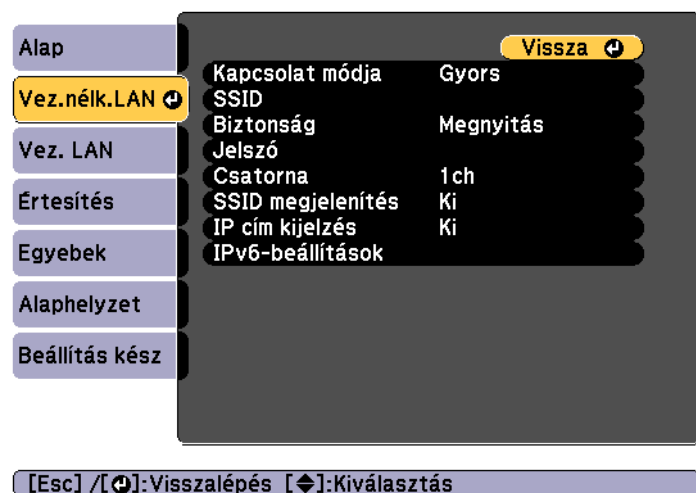 Alap
Vez.nélk.LAN
Vez. LAN
Értesítés
Egyebek
Alaphelyzet
Beállítás kész
Vissza
Kapcsolat módja Gyors
SSID
Biztonság Megnyitás
Jelszó
Csatorna 1ch
SSID megjelenítés Ki
IP cím kijelzés Ki
IPv6-beállítások
[Esc] /[⏎]:Visszalépés [◆]:Kiválasztás